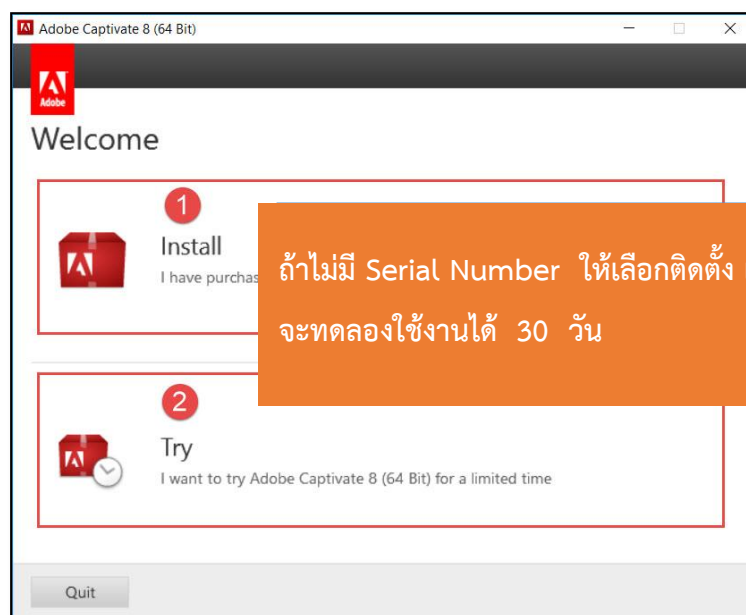 Adobe Captivate 8 (64 Bit)
Adobe
Welcome
1
Install
I have purchas
ถ้าไม่มี Serial Number ให้เลือกติดตั้ง
จะทดลองใช้งานได้ 30 วัน
2
Try
I want to try Adobe Captivate 8 (64 Bit) for a limited time
Quit